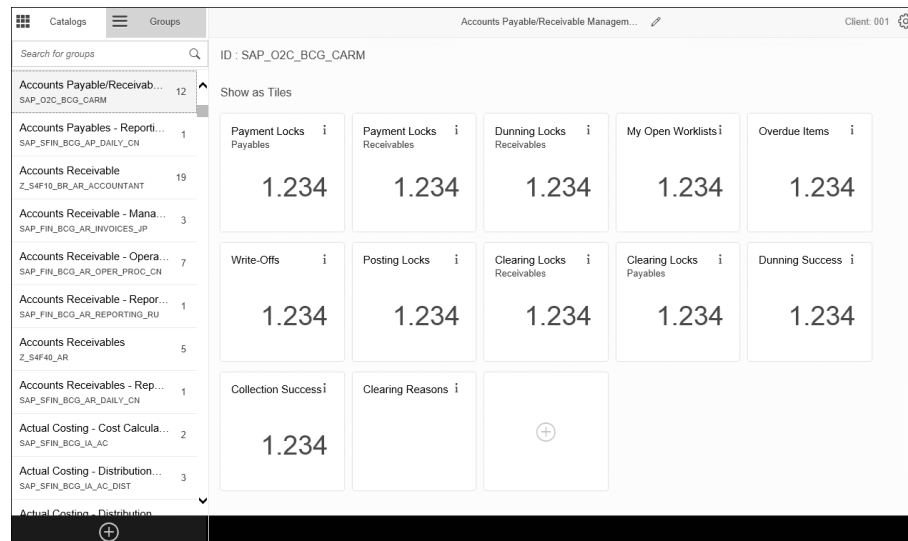 Catalogs
Groups
Accounts Payable/Receivable Managem...
Client: 001
Search for groups
ID : SAP_O2C_BCG_CARM
Accounts Payable/Receivab...
12
SAP_O2C_BCG_CARM
Accounts Payables - Reporti...
1
SAP_SFIN_BCG_AP_DAILY_CN
Accounts Receivable
19
Z_S4F10_BR_AR_ACCOUNTANT
Accounts Receivable - Mana...
3
SAP_FIN_BCG_AR_INVOICES_JP
Accounts Receivable - Opera...
7
SAP_FIN_BCG_AR_OPER_PROC_CN
Accounts Receivable - Repor...
1
SAP_FIN_BCG_AR_REPORTING_RU
Accounts Receivables
5
Z_S4F40_AR
Accounts Receivables - Rep...
1
SAP_SFIN_BCG_AR_DAILY_CN
Actual Costing - Cost Calcula...
2
SAP_SFIN_BCG_IA_AC
Actual Costing - Distribution...
3
SAP_SFIN_BCG_IA_AC_DIST
Actual Costing - Distribution
Show as Tiles
Payment Locks i
Payables
1.234
Payment Locks i
Receivables
1.234
Dunning Locks i
Receivables
1.234
My Open Worklists i
1.234
Overdue Items i
1.234
Write-Offs i
1.234
Posting Locks i
1.234
Clearing Locks i
Receivables
1.234
Clearing Locks i
Payables
1.234
Dunning Success i
1.234
Collection Success i
1.234
Clearing Reasons i